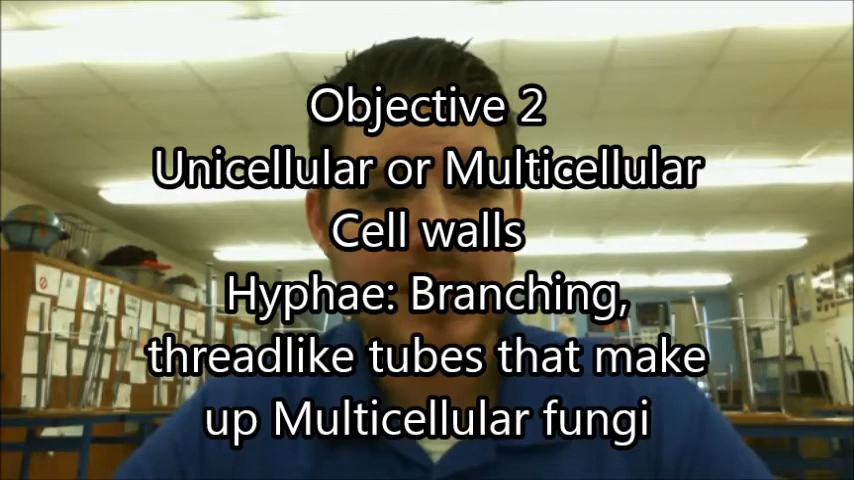 Objective 2
Unicellular or Multicellular
Cell walls
Hyphae: Branching,
threadlike tubes that make
up Multicellular fungi